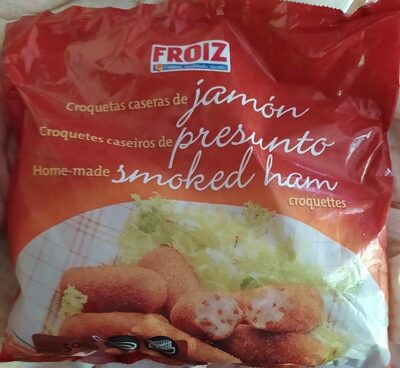 FROIZ
Croquetas caseras de jamón
Croquetes caseiros de presunto
Home-made smoked ham
croquettes